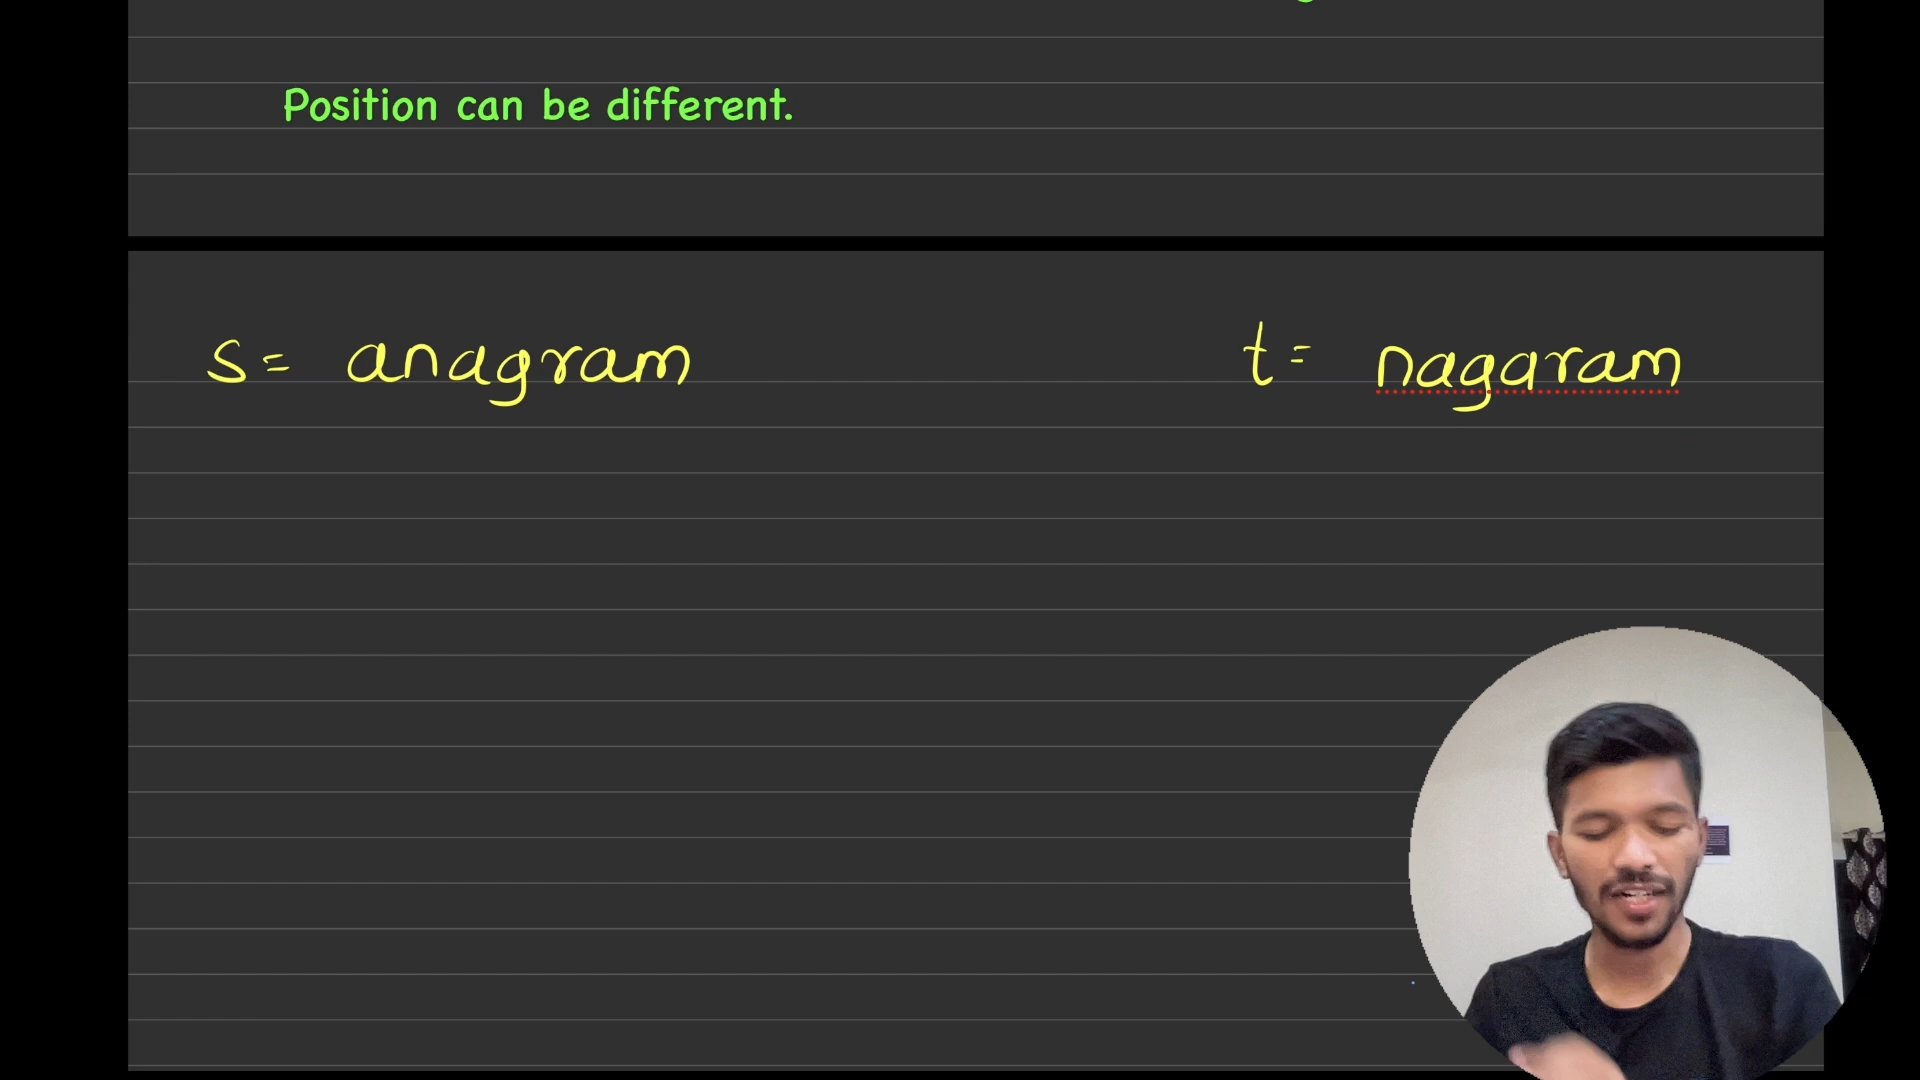 Position can be different.
s= anagram t= nagaram